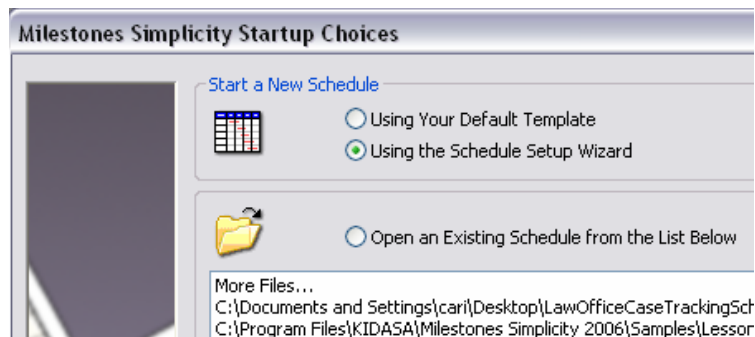 Milestones Simplicity Startup Choices
Start a New Schedule
Using Your Default Template
Using the Schedule Setup Wizard
Open an Existing Schedule from the List Below
More Files...
C:\Documents and Settings\cari\Desktop\LawOfficeCaseTrackingSch
C:\Program Files\KIDASA\Milestones Simplicity 2006\Samples\Lesson